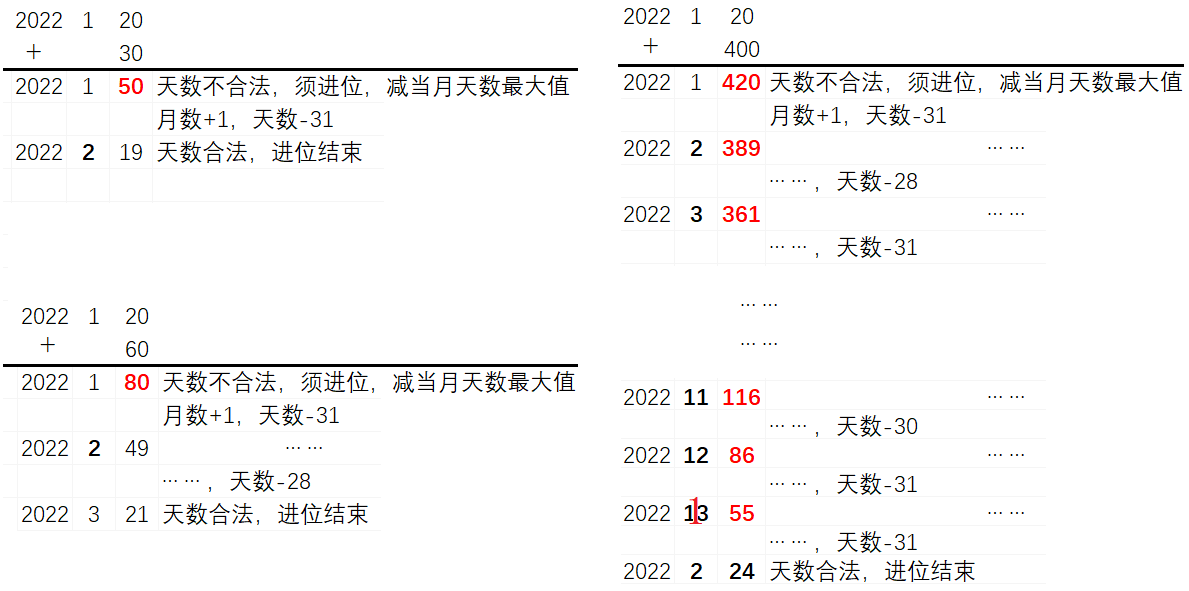 2022 1 20
+ 30
2022 1 50 天数不合法，须进位，减当月天数最大值
月数+1，天数-31
2022 2 19 天数合法，进位结束
2022 1 20
+ 60
2022 1 80 天数不合法，须进位，减当月天数最大值
月数+1，天数-31
2022 2 49 ……
……，天数-28
2022 3 21 天数合法，进位结束
2022 1 20
+ 400
2022 1 420 天数不合法，须进位，减当月天数最大值
月数+1，天数-31
2022 2 389 ……
……，天数-28
2022 3 361 ……
……，天数-31
……
……
2022 11 116 ……
……，天数-30
2022 12 86 ……
……，天数-31
2022 13 1 55 ……
……，天数-31
2022 2 24 天数合法，进位结束